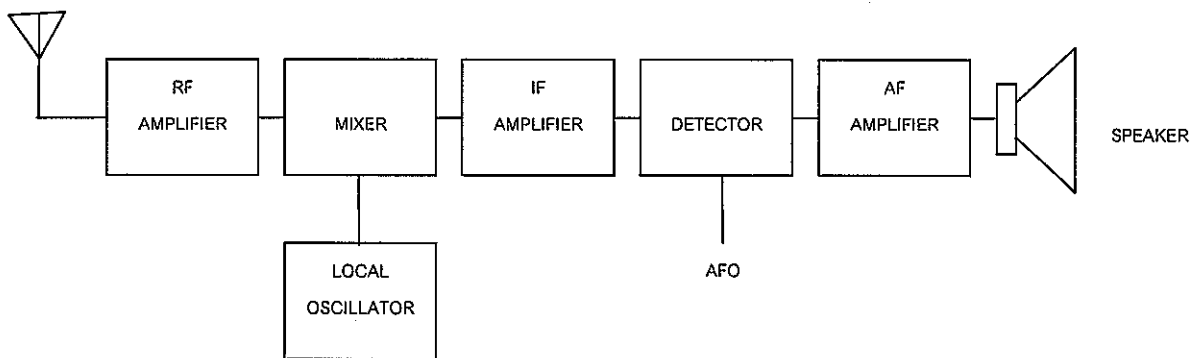 RF
AMPLIFIER
MIXER
IF
AMPLIFIER
DETECTOR
AF
AMPLIFIER
SPEAKER
LOCAL
OSCILLATOR
AFO